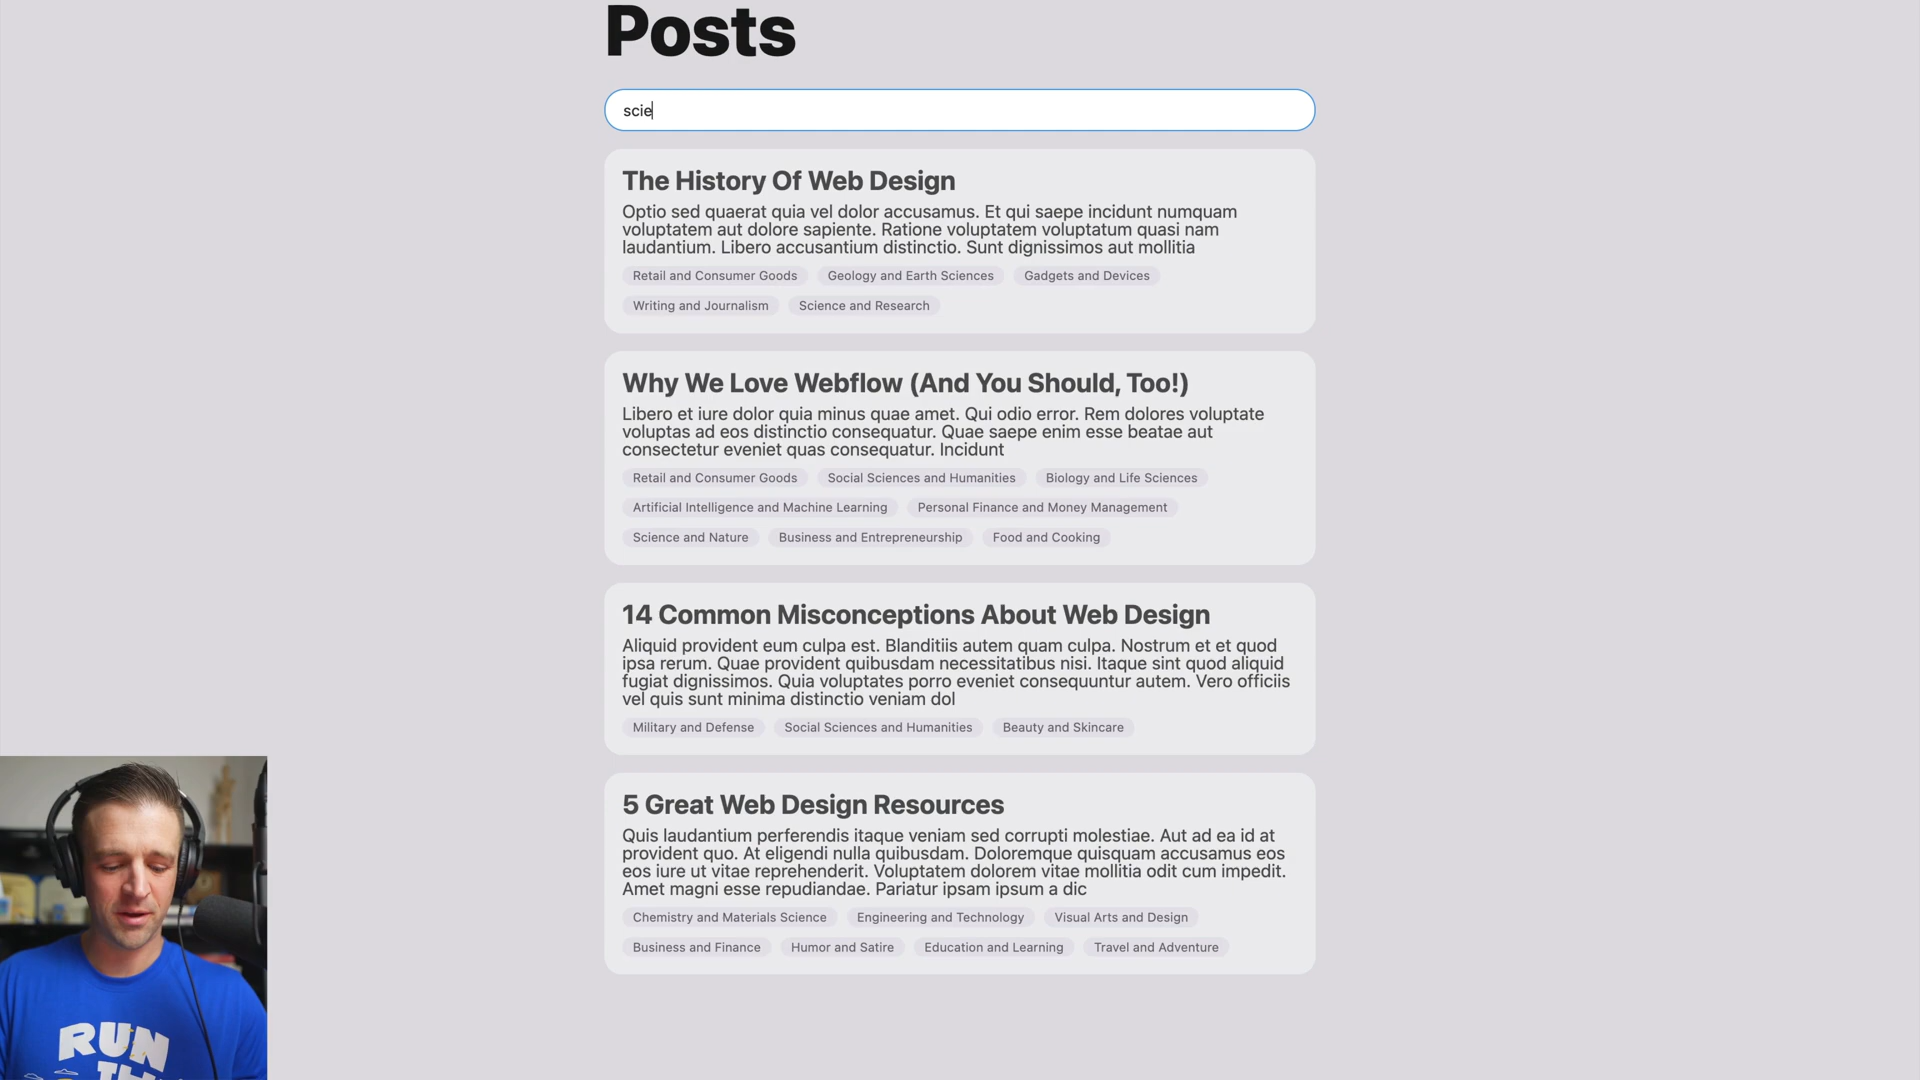 Posts
scie
The History Of Web Design
Optio sed quaerat quia vel dolor accusamus. Et qui saepe incidunt numquam
voluptatem aut dolore sapiente. Ratione voluptatem voluptatum quasi nam
laudantium. Libero accusantium distinctio. Sunt dignissimos aut mollitia
Retail and Consumer Goods Geology and Earth Sciences Gadgets and Devices
Writing and Journalism Science and Research
Why We Love Webflow (And You Should, Too!)
Libero et iure dolor quia minus quae amet. Qui odio error. Rem dolores voluptate
voluptas ad eos distinctio consequatur. Quae saepe enim esse beatae aut
consectetur eveniet quas consequatur. Incidunt
Retail and Consumer Goods Social Sciences and Humanities Biology and Life Sciences
Artificial Intelligence and Machine Learning Personal Finance and Money Management
Science and Nature Business and Entrepreneurship Food and Cooking
14 Common Misconceptions About Web Design
Aliquid provident eum culpa est. Blanditiis autem quam culpa. Nostrum et et quod
ipsa rerum. Quae provident quibusdam necessitatibus nisi. Itaque sint quod aliquid
fugiat dignissimos. Quia voluptates porro eveniet consequuntur autem. Vero officiis
vel quis sunt minima distinctio veniam dol
Military and Defense Social Sciences and Humanities Beauty and Skincare
5 Great Web Design Resources
Quis laudantium perferendis itaque veniam sed corrupti molestiae. Aut ad ea id at
provident quo. At eligendi nulla quibusdam. Doloremque quisquam accusamus eos
eos iure ut vitae reprehenderit. Voluptatem dolorem vitae mollitia odit cum impedit.
Amet magni esse repudiandae. Pariatur ipsam ipsum a dic
Chemistry and Materials Science Engineering and Technology Visual Arts and Design
Business and Finance Humor and Satire Education and Learning Travel and Adventure
RUN